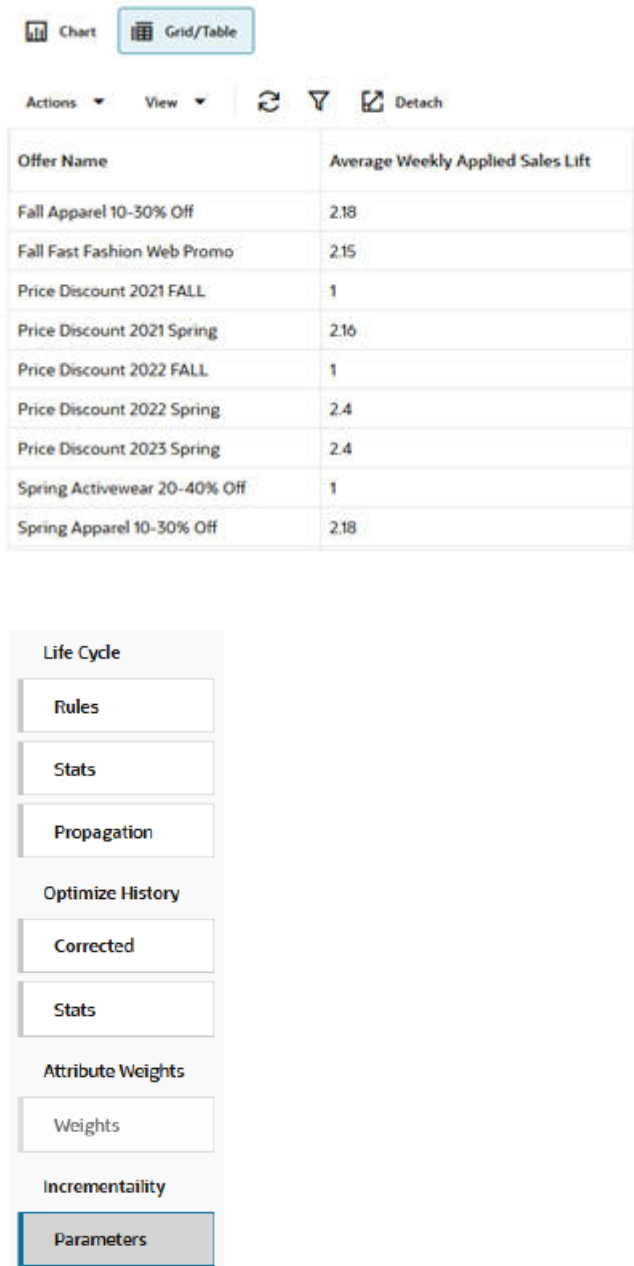 Chart Grid/Table
Actions View Detach
Offer Name Average Weekly Applied Sales Lift
Fall Apparel 10-30% Off 2.18
Fall Fast Fashion Web Promo 2.15
Price Discount 2021 FALL 1
Price Discount 2021 Spring 2.16
Price Discount 2022 FALL 1
Price Discount 2022 Spring 2.4
Price Discount 2023 Spring 2.4
Spring Activewear 20-40% Off 1
Spring Apparel 10-30% Off 2.18
Life Cycle
Rules
Stats
Propagation
Optimize History
Corrected
Stats
Attribute Weights
Weights
Incrementaility
Parameters